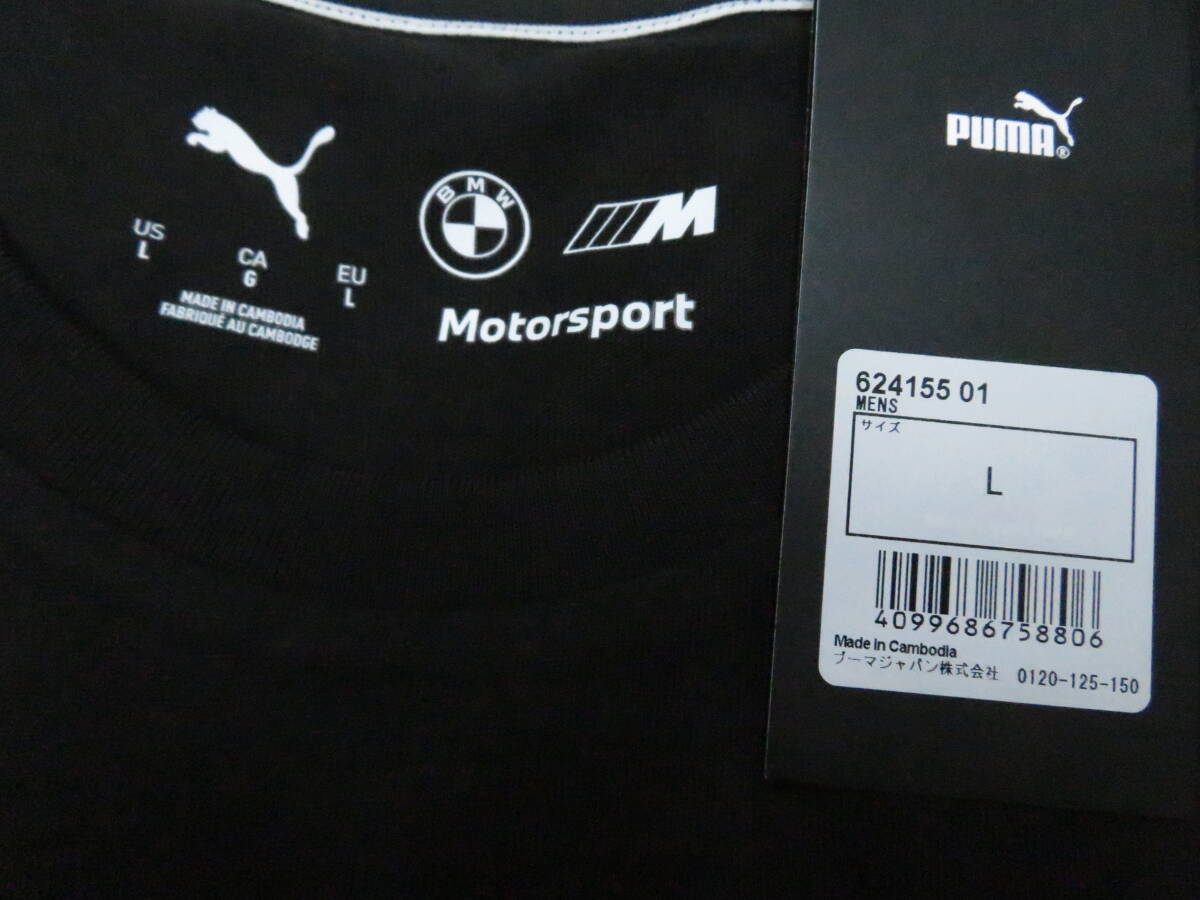 US
L
CA
G
EU
L
MADE IN CAMBODIA
FABRIQUÉ AU CAMBODGE
BMW
M
Motorsport
PUMA®
624155 01
MENS
サイズ
L
4099686758806
Made in Cambodia
プーマジャパン株式会社 0120-125-150